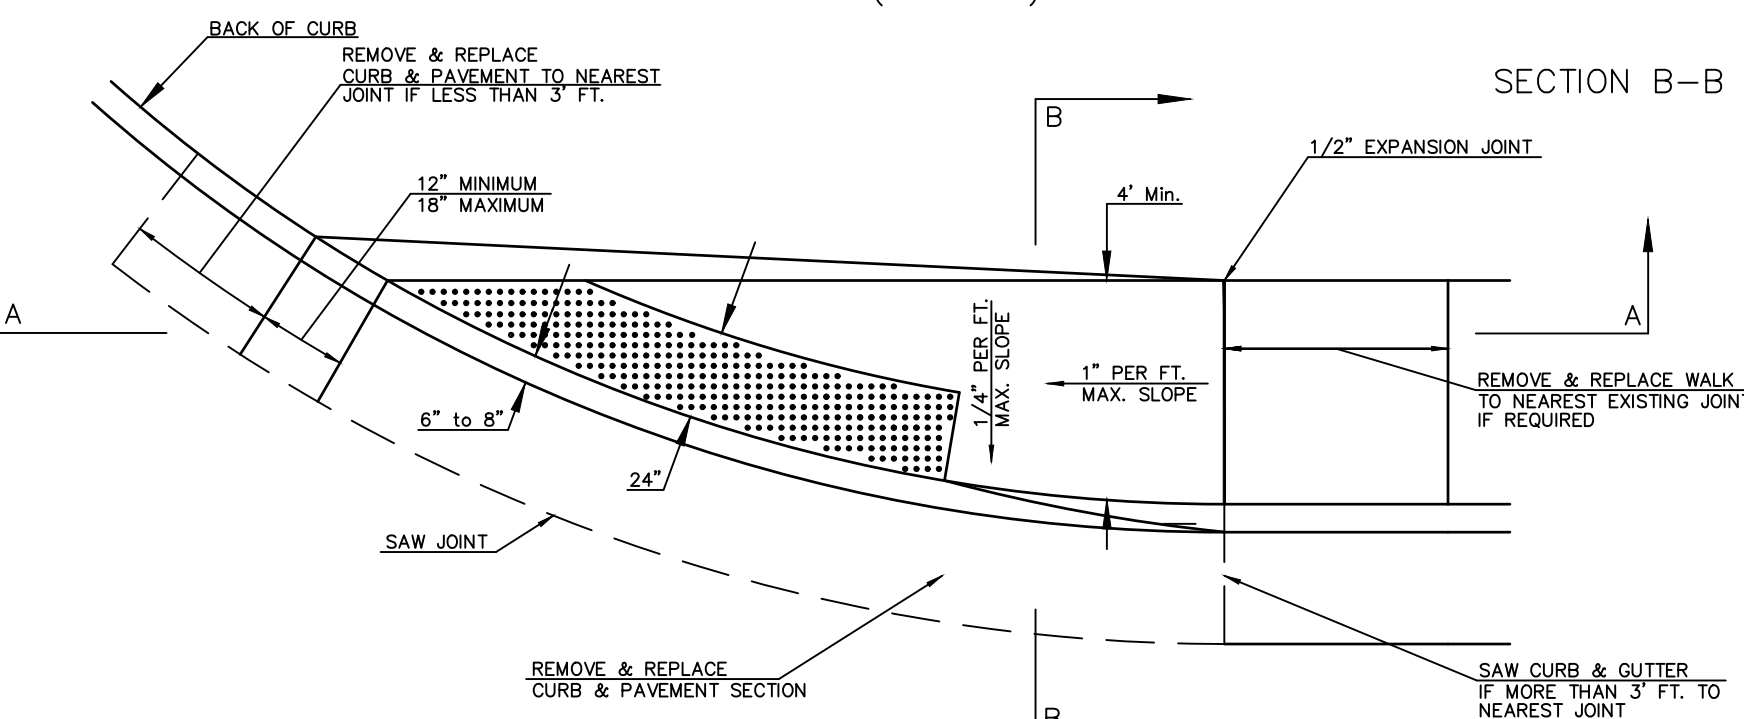 BACK OF CURB
REMOVE & REPLACE
CURB & PAVEMENT TO NEAREST
JOINT IF LESS THAN 3' FT.
SECTION B-B
B
1/2" EXPANSION JOINT
12" MINIMUM
18" MAXIMUM
4' Min.
A
A
1/4" PER FT.
MAX. SLOPE
1" PER FT.
MAX. SLOPE
REMOVE & REPLACE WALK
TO NEAREST EXISTING JOINT
IF REQUIRED
6" to 8"
24"
SAW JOINT
REMOVE & REPLACE
CURB & PAVEMENT SECTION
SAW CURB & GUTTER
IF MORE THAN 3' FT. TO
NEAREST JOINT
B